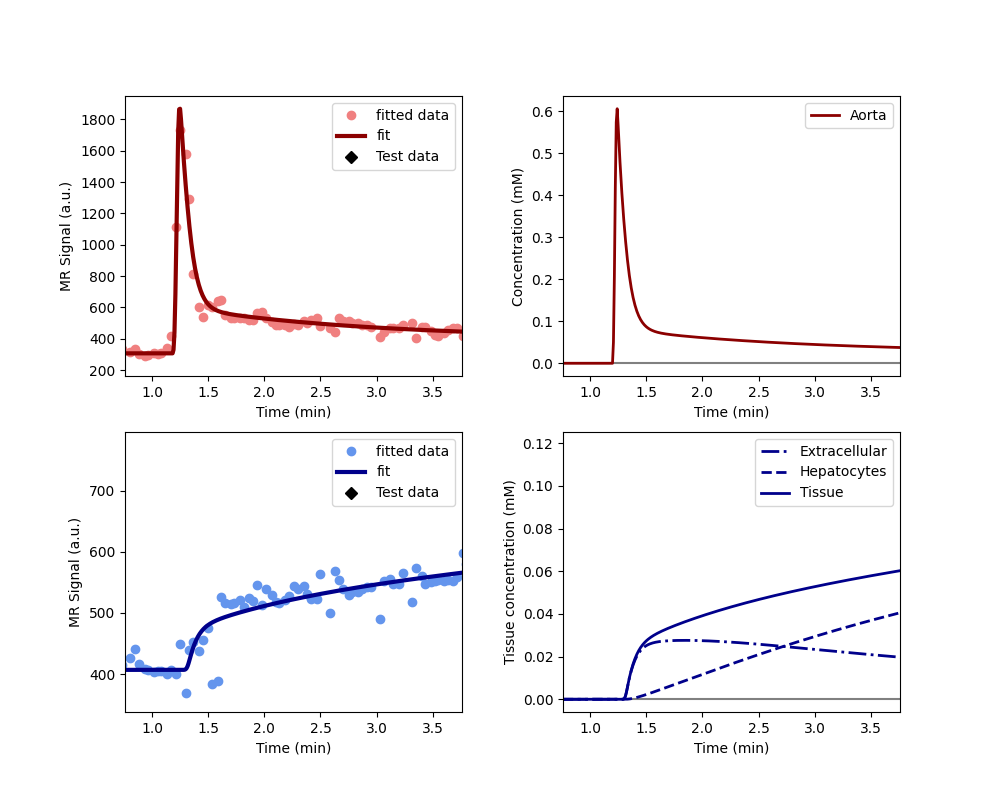 MR Signal (a.u.)
1800
1600
1400
1200
1000
800
600
400
200
fitted data
fit
Test data
1.0 1.5 2.0 2.5 3.0 3.5
Time (min)
Concentration (mM)
0.6
0.5
0.4
0.3
0.2
0.1
0.0
Aorta
1.0 1.5 2.0 2.5 3.0 3.5
Time (min)
MR Signal (a.u.)
700
600
500
400
fitted data
fit
Test data
1.0 1.5 2.0 2.5 3.0 3.5
Time (min)
Tissue concentration (mM)
0.12
0.10
0.08
0.06
0.04
0.02
0.00
Extracellular
Hepatocytes
Tissue
1.0 1.5 2.0 2.5 3.0 3.5
Time (min)